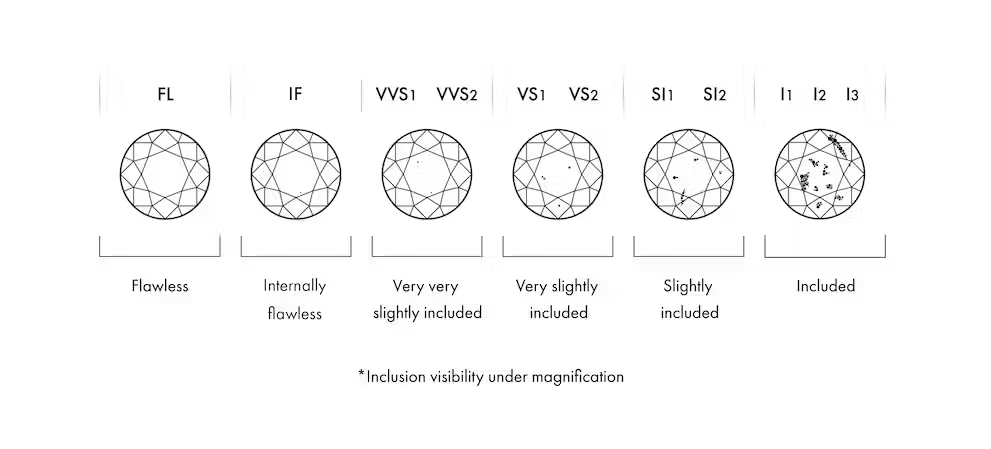 FL IF VVS1 VVS2 VS1 VS2 SI1 SI2 I1 I2 I3
Flawless
Internally
flawless
Very very
slightly included
Very slightly
included
Slightly
included
Included
*Inclusion visibility under magnification